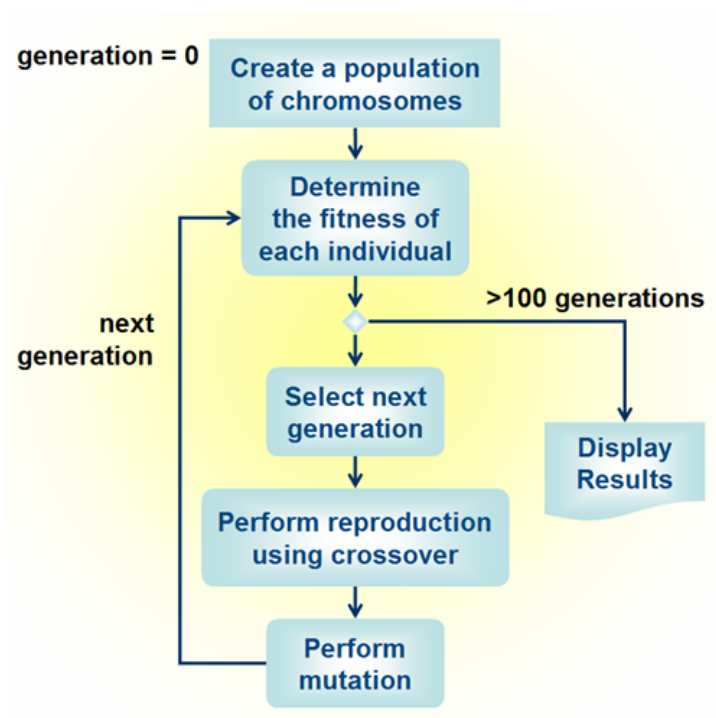 generation = 0
Create a population
of chromosomes
Determine
the fitness of
each individual
>100 generations
next
generation
Select next
generation
Display
Results
Perform reproduction
using crossover
Perform
mutation